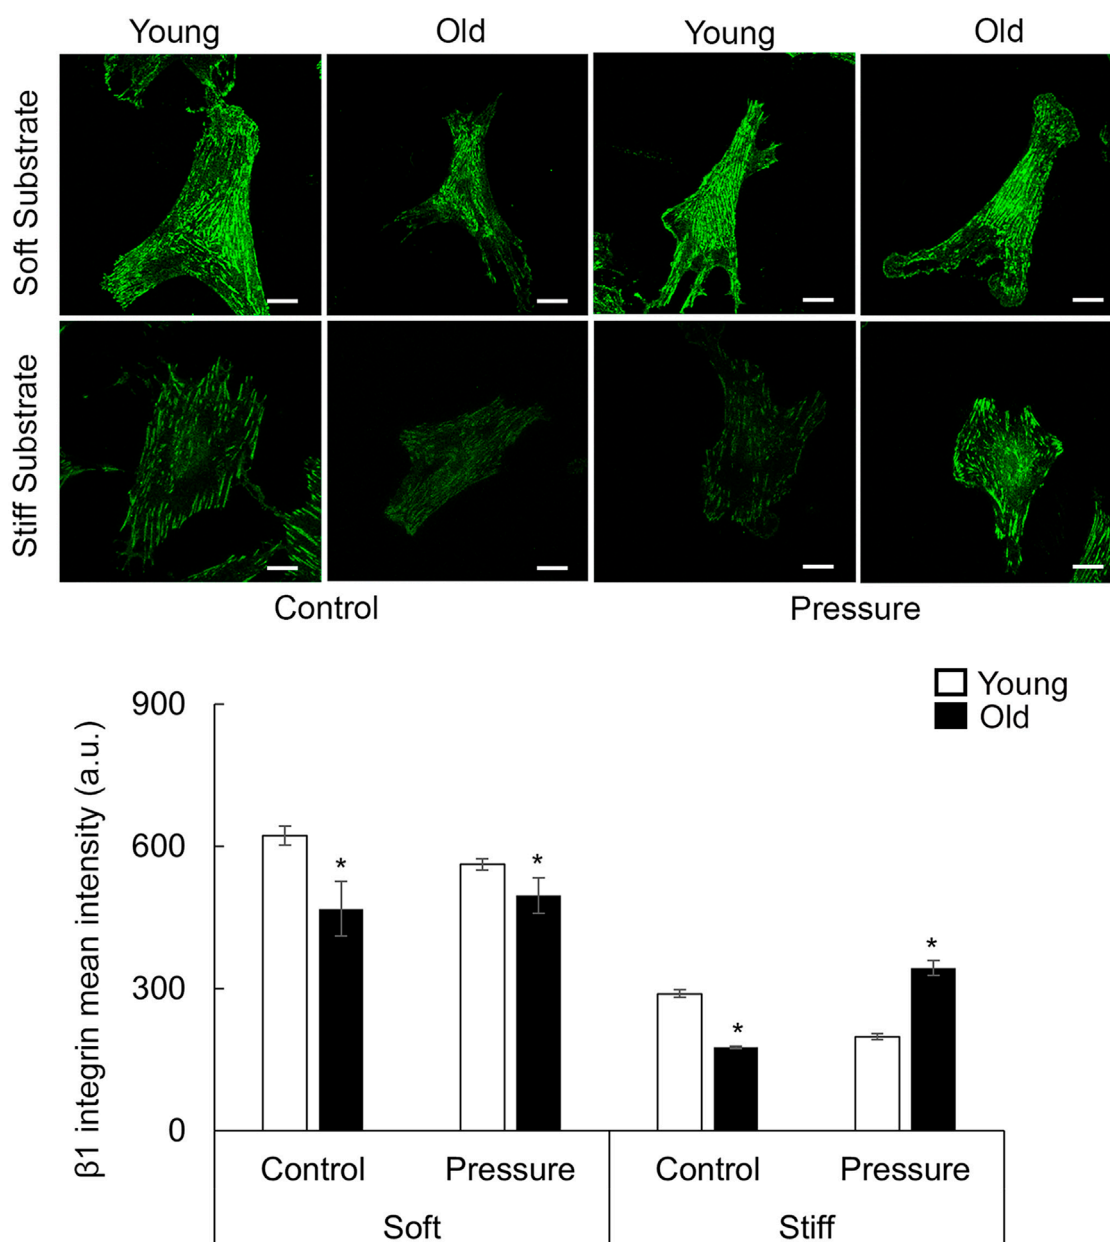 Young Old Young Old
Soft Substrate
Stiff Substrate
Control Pressure
Young
Old
β1 integrin mean intensity (a.u.)
900
600
300
0
* * * *
Control Pressure Control Pressure
Soft Stiff